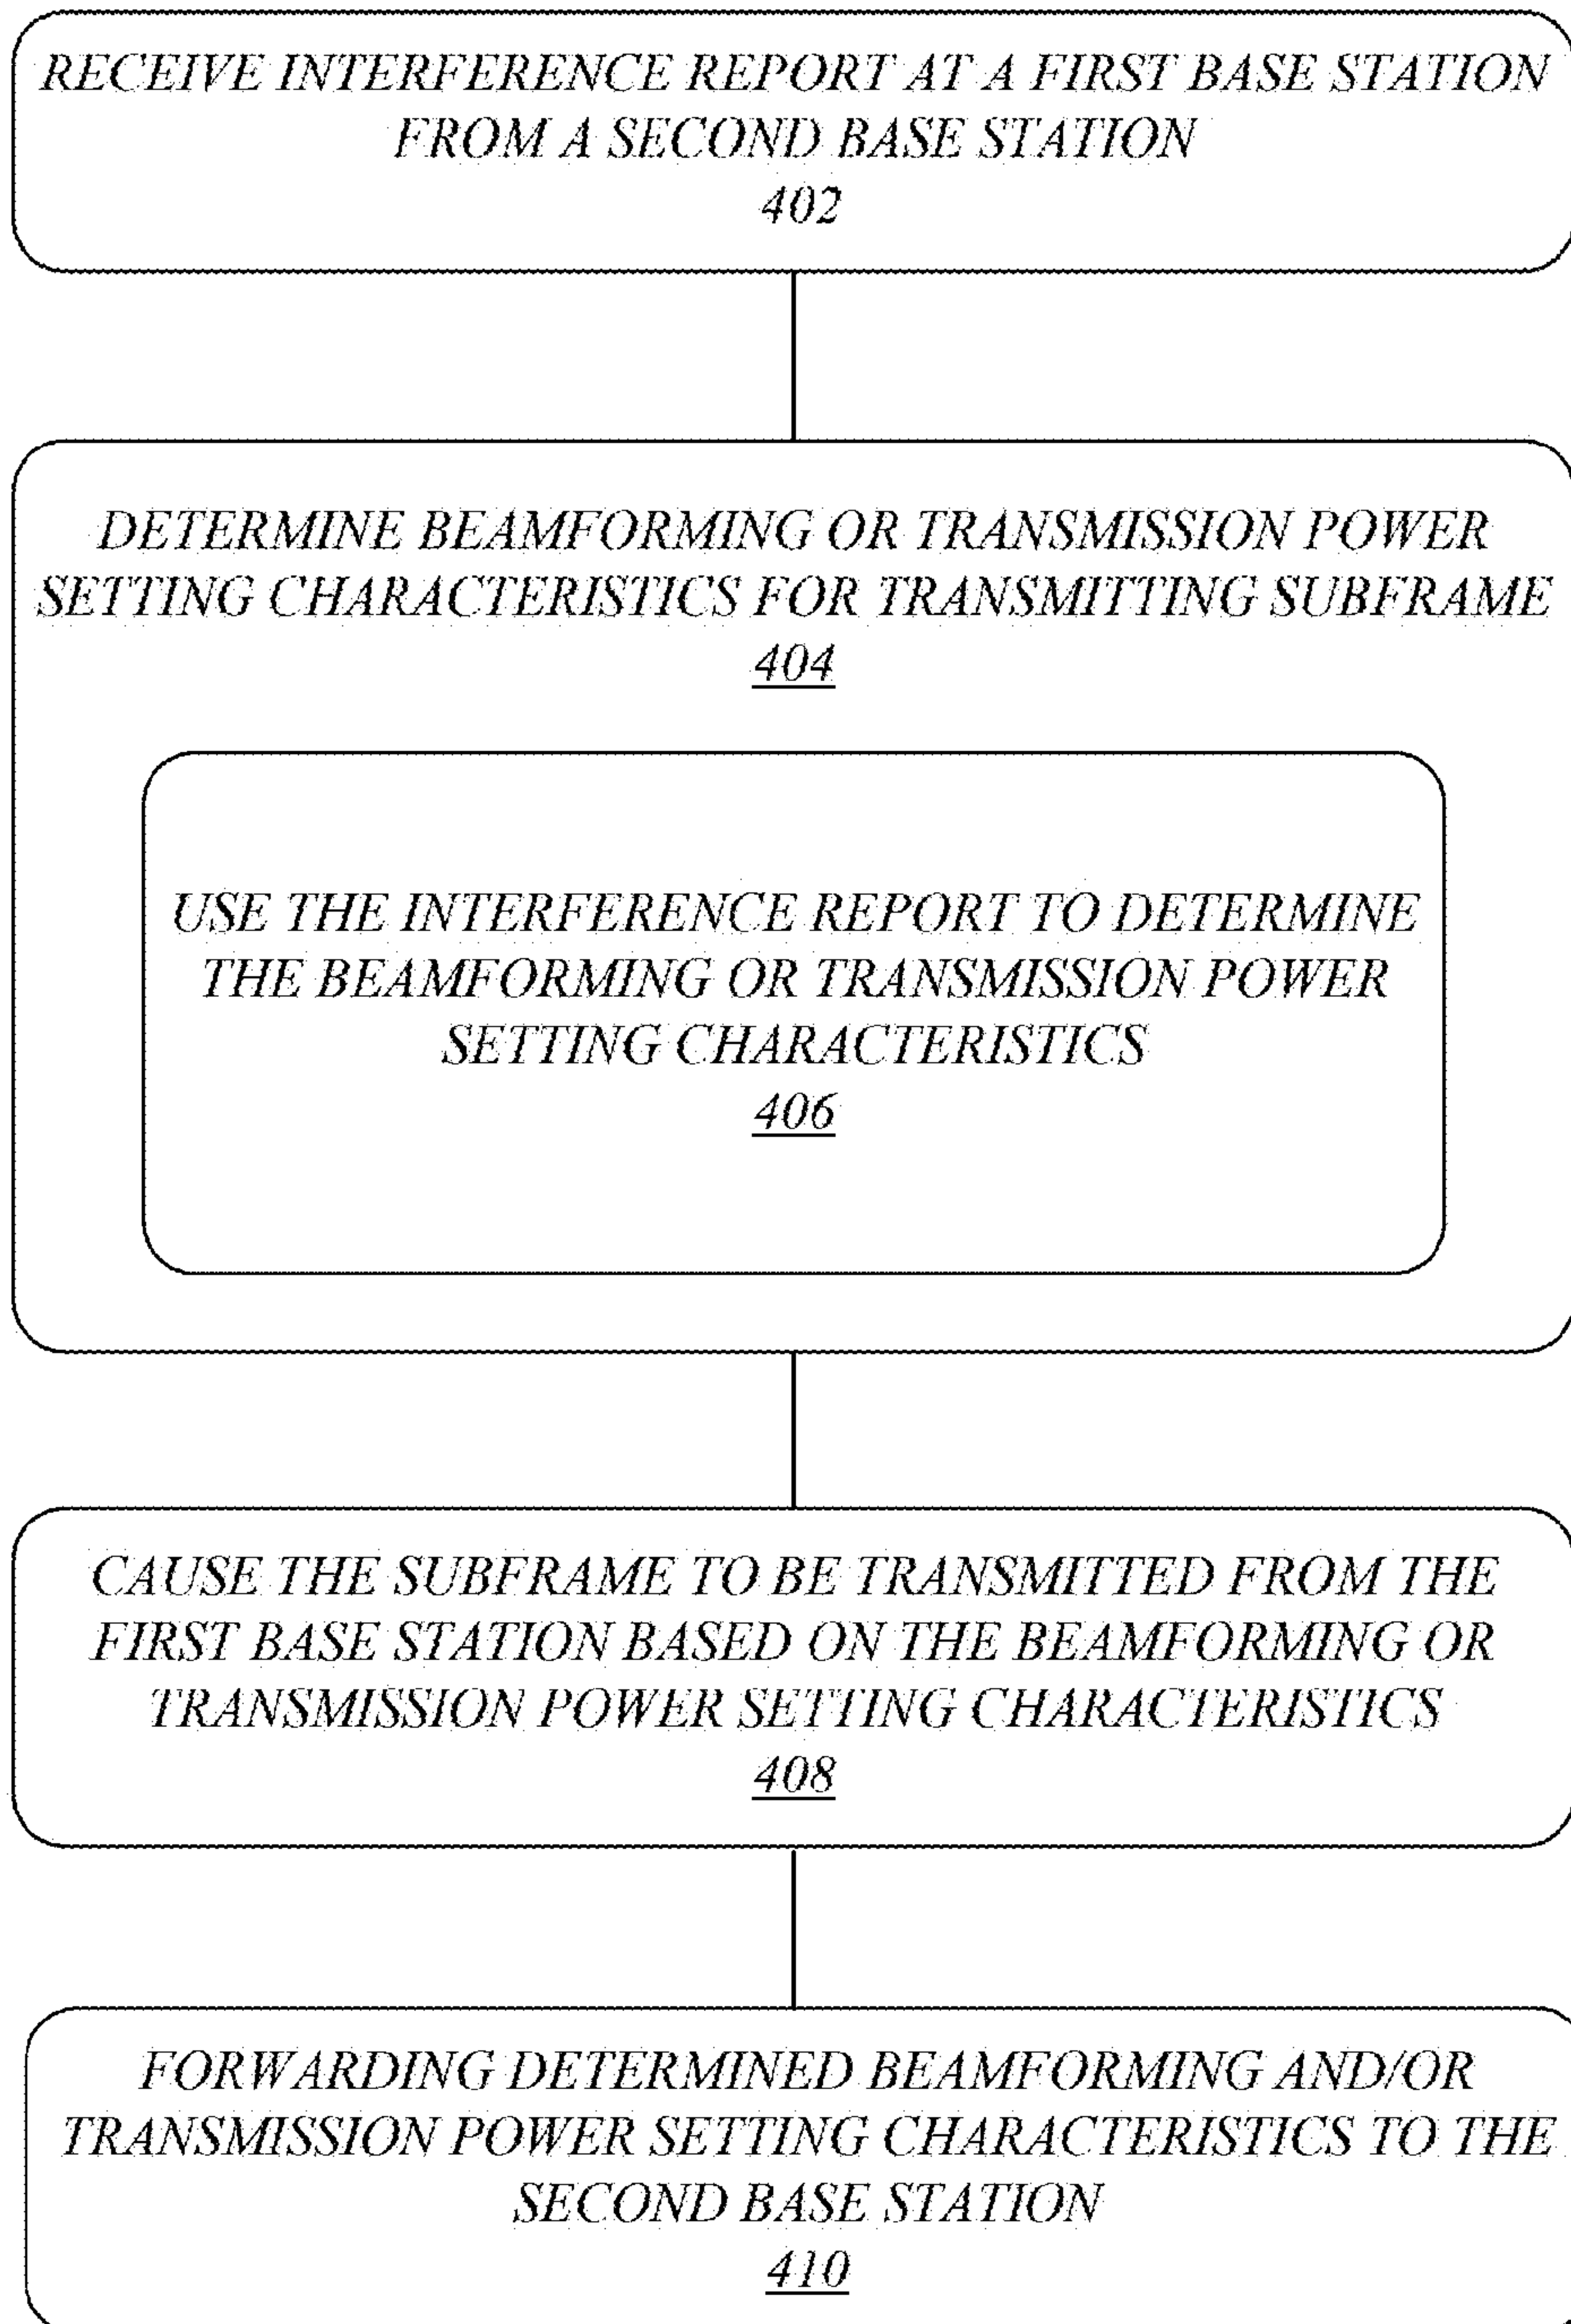 RECEIVE INTERFERENCE REPORT AT A FIRST BASE STATION
FROM A SECOND BASE STATION
402
DETERMINE BEAMFORMING OR TRANSMISSION POWER
SETTING CHARACTERISTICS FOR TRANSMITTING SUBFRAME
404
USE THE INTERFERENCE REPORT TO DETERMINE
THE BEAMFORMING OR TRANSMISSION POWER
SETTING CHARACTERISTICS
406
CAUSE THE SUBFRAME TO BE TRANSMITTED FROM THE
FIRST BASE STATION BASED ON THE BEAMFORMING OR
TRANSMISSION POWER SETTING CHARACTERISTICS
408
FORWARDING DETERMINED BEAMFORMING AND/OR
TRANSMISSION POWER SETTING CHARACTERISTICS TO THE
SECOND BASE STATION
410